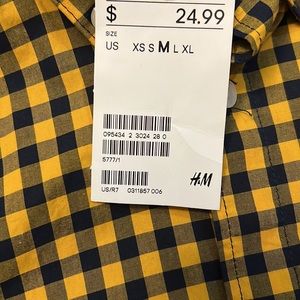 $ 24.99
SIZE
US XS S M L XL
095434 2 3024 28 0
5777/1
US/R7 0311857 006
H&M